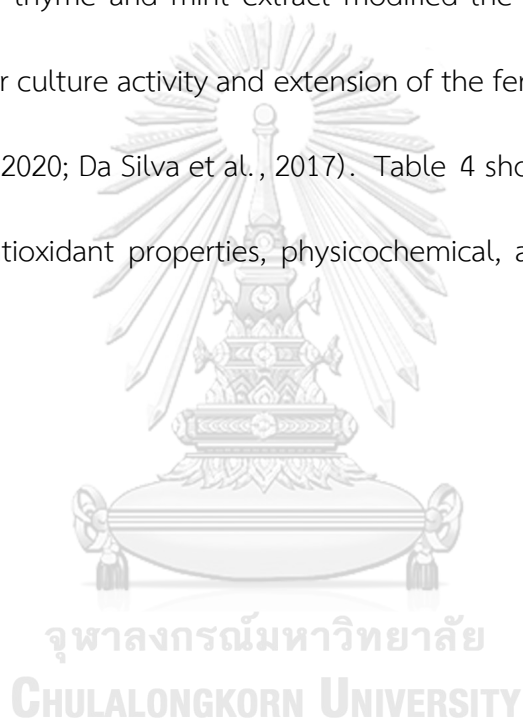 thyme and mint extract modified the
r culture activity and extension of the fer
2020; Da Silva et al., 2017). Table 4 sho
tioxidant properties, physicochemical, a
จุฬาลงกรณ์มหาวิทยาลัย
CHULALONGKORN UNIVERSITY